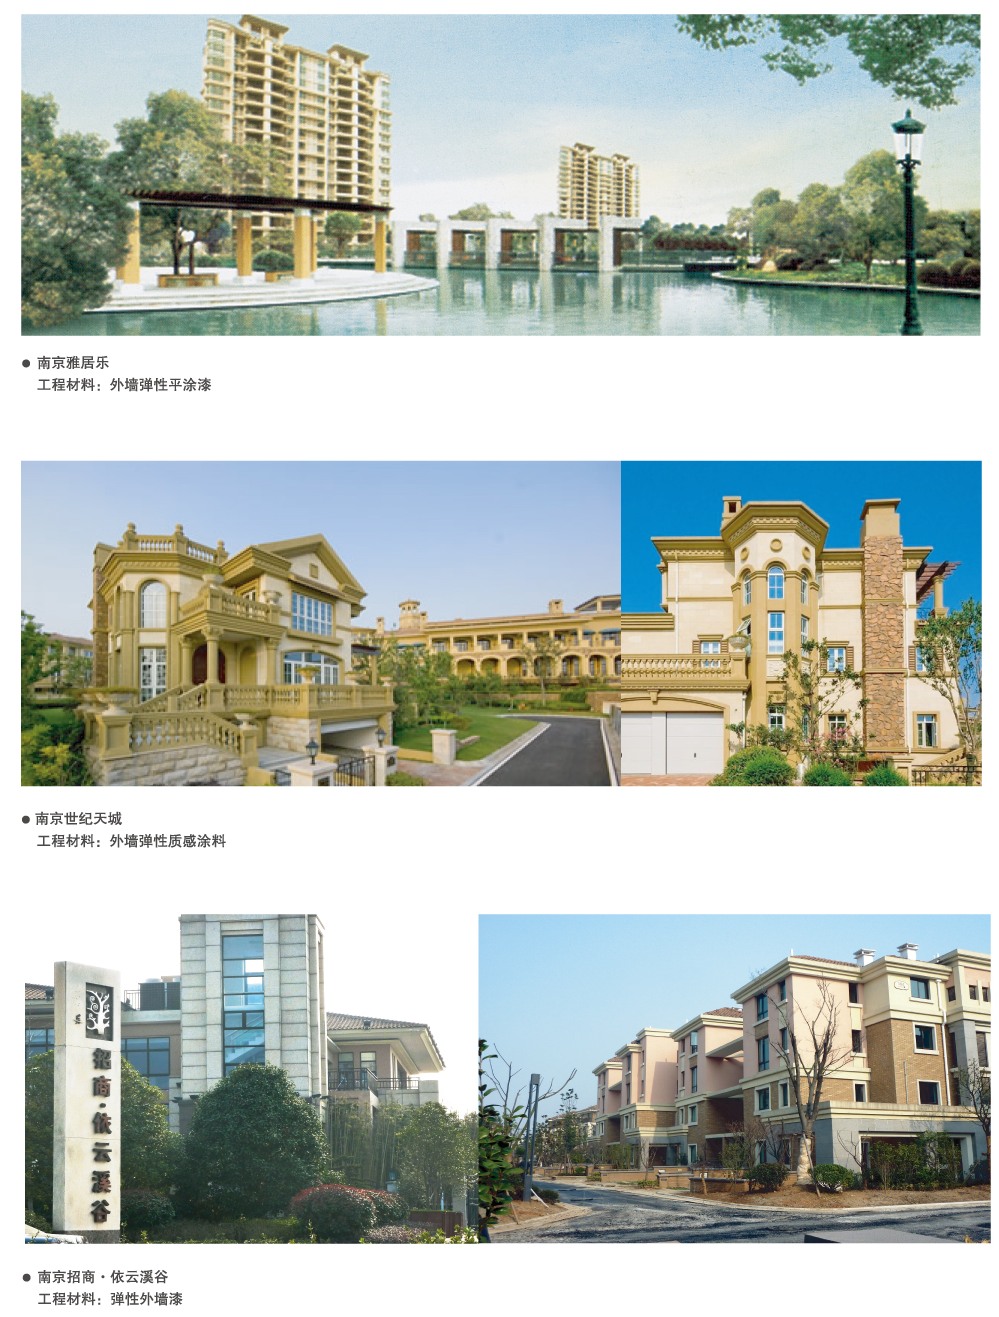 ● 南京雅居乐
工程材料：外墙弹性平涂漆
● 南京世纪天城
工程材料：外墙弹性质感涂料
招商·依云溪谷
● 南京招商·依云溪谷
工程材料：弹性外墙漆